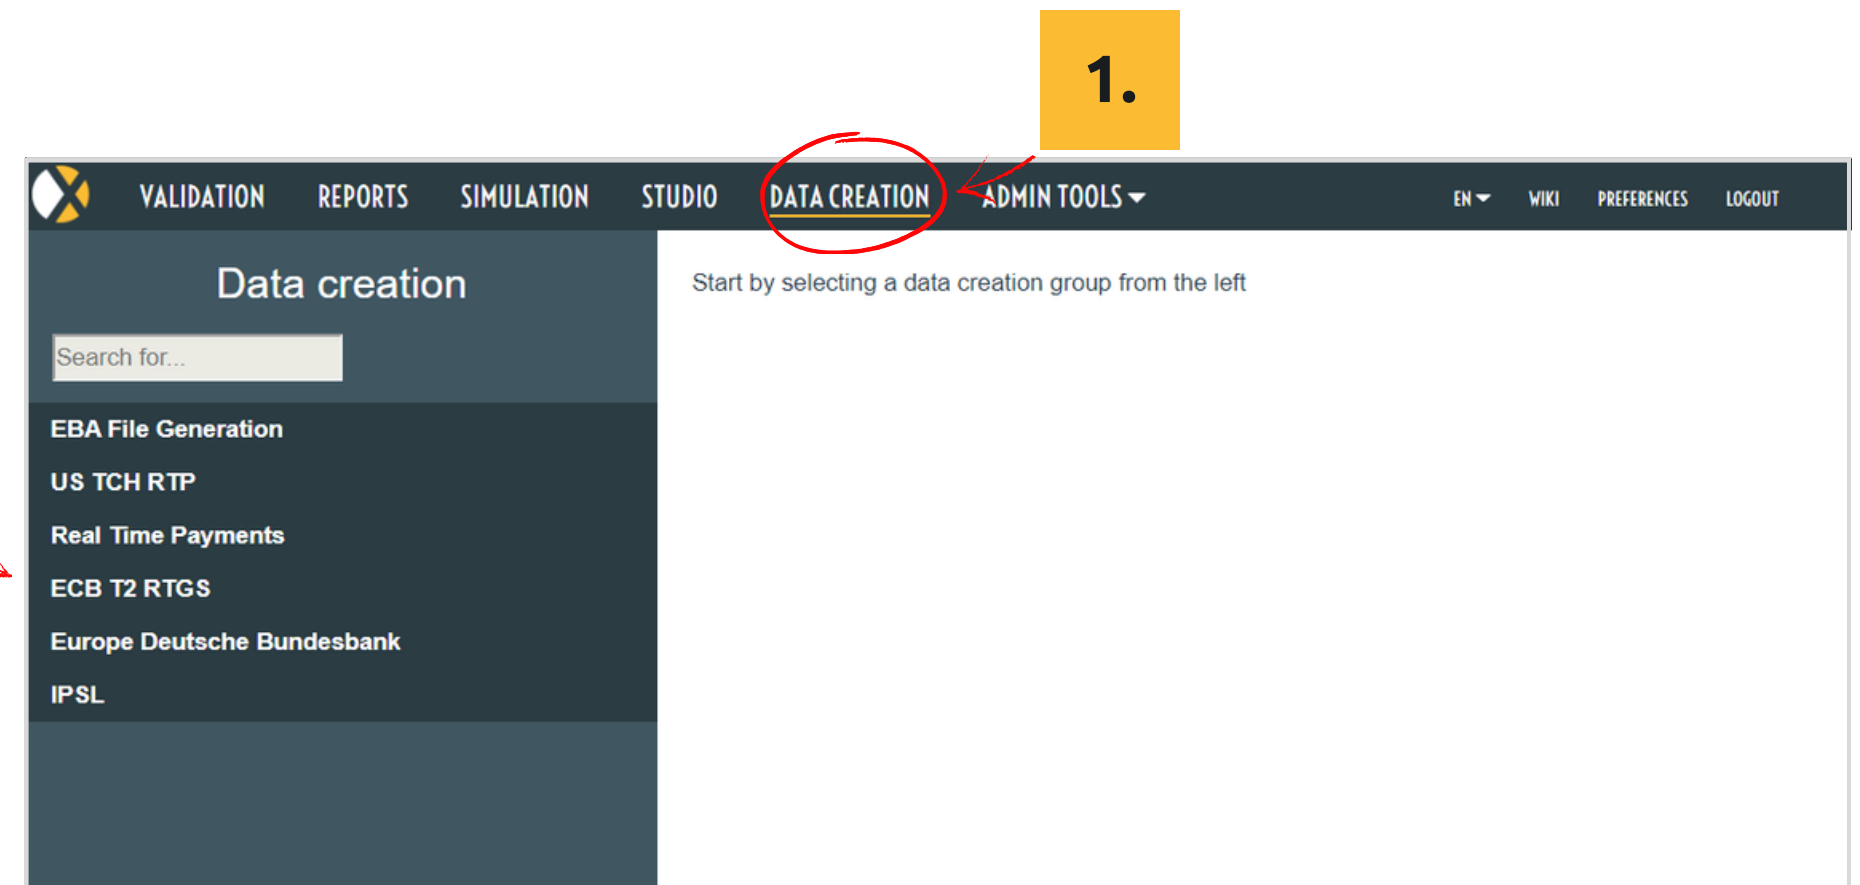 1.
VALIDATION REPORTS SIMULATION STUDIO DATA CREATION ADMIN TOOLS EN WIKI PREFERENCES LOGOUT
Data creation
Start by selecting a data creation group from the left
Search for...
EBA File Generation
US TCH RTP
Real Time Payments
ECB T2 RTGS
Europe Deutsche Bundesbank
IPSL